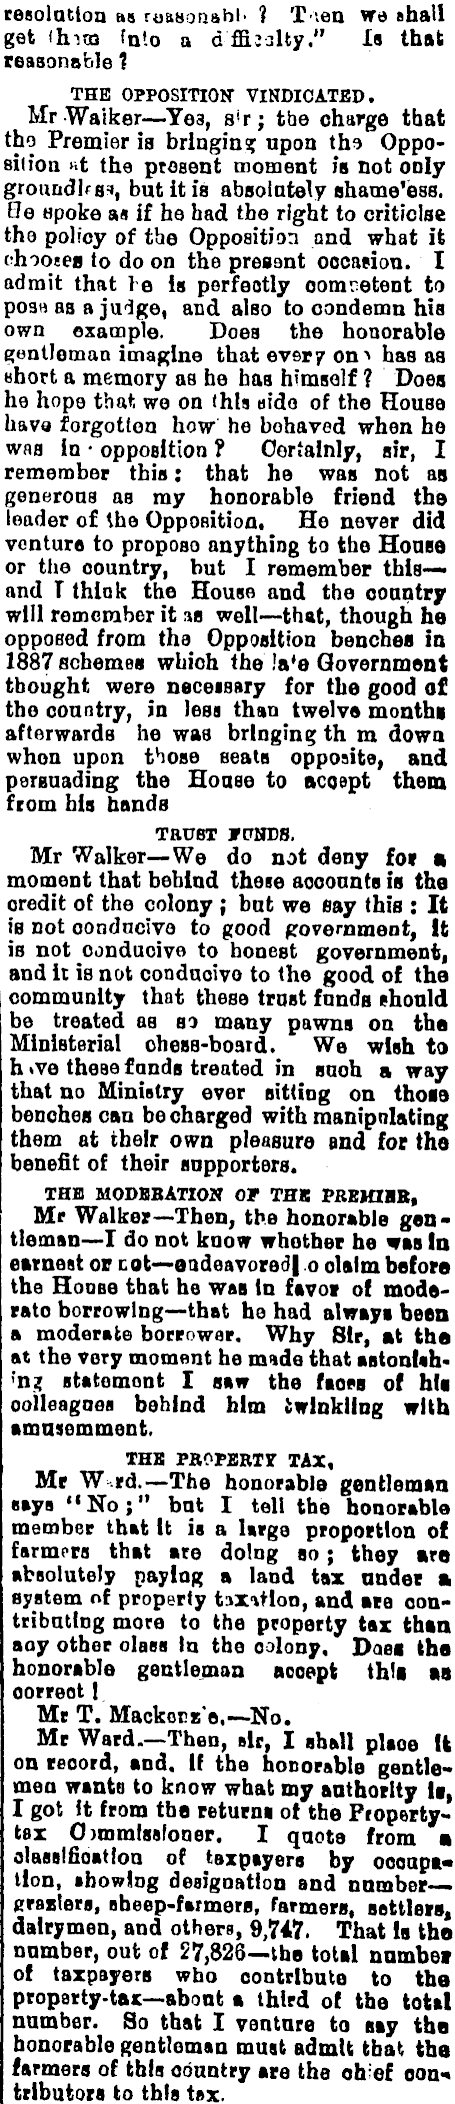 resolution as reasonable? Then we shall
get them into a difficulty." Is that
reasonable?
THE OPPOSITION VINDICATED.
Mr Walker—Yes, sir; the charge that
the Premier is bringing upon the Oppo-
sition at the present moment is not only
groundless, but it is absolutely shameless.
He spoke as if he had the right to criticise
the policy of the Opposition and what it
chooses to do on the present occasion. I
admit that he is perfectly competent to
pose as a judge, and also to condemn his
own example. Does the honorable
gentleman imagine that every one has as
short a memory as he has himself? Does
he hope that we on this side of the House
have forgotten how he behaved when he
was in opposition? Certainly, sir, I
remember this: that he was not as
generous as my honorable friend the
leader of the Opposition. He never did
venture to propose anything to the House
or the country, but I remember this—
and I think the House and the country
will remember it as well—that, though he
opposed from the Opposition benches in
1887 schemes which the late Government
thought were necessary for the good of
the country, in less than twelve months
afterwards he was bringing th m down
when upon those seats opposite, and
persuading the House to accept them
from his hands
TRUST FUNDS.
Mr Walker—We do not deny for a
moment that behind these accounts is the
credit of the colony; but we say this: It
is not conducive to good government, it
is not conducive to honest government,
and it is not conducive to the good of the
community that these trust funds should
be treated as so many pawns on the
Ministerial chess-board. We wish to
have these funds treated in such a way
that no Ministry ever sitting on those
benches can be charged with manipulating
them at their own pleasure and for the
benefit of their supporters.
THE MODERATION OF THE PREMIER,
Mr Walker—Then, the honorable gen-
tleman—I do not know whether he was in
earnest or not—endeavored to claim before
the House that he was in favor of mode-
rate borrowing—that he had always been
a moderate borrower. Why Sir, at the
at the very moment he made that astonish-
ing statement I saw the faces of his
colleagues behind him twinkling with
amusemment.
THE PROPERTY TAX,
Mr Ward.—The honorable gentleman
says "No;" but I tell the honorable
member that it is a large proportion of
farmers that are doing so; they are
absolutely paying a land tax under a
system of property taxation, and are con-
tributing more to the property tax than
any other class in the colony. Does the
honorable gentleman accept this as
correct!
Mr T. Mackenzie.—No.
Mr Ward.—Then, sir, I shall place it
on record, and. if the honorable gentle-
men wants to know what my authority is,
I got it from the returns of the Property-
tax Commissioner. I quote from a
classification of taxpayers by occupa-
tion, showing designation and number—
graziers, sheep-farmers, farmers, settlers,
dairymen, and others, 9,747. That is the
number, out of 27,826—the total number
of taxpayers who contribute to the
property-tax—about a third of the total
number. So that I venture to say the
honorable gentleman must admit that the
farmers of this country are the chief con-
tributors to this tax.